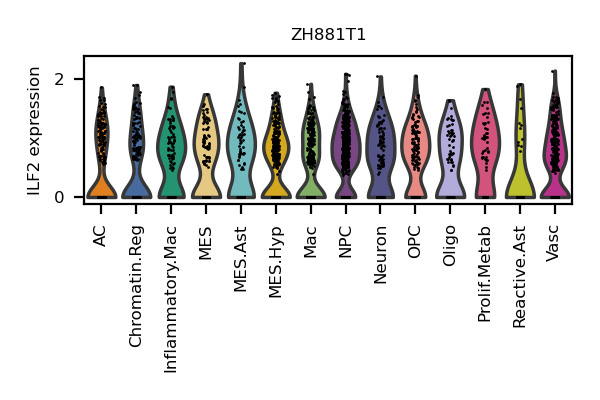 ZH881T1
ILF2 expression
2
0
AC
Chromatin.Reg
Inflammatory.Mac
MES
MES.Ast
MES.Hyp
Mac
NPC
Neuron
OPC
Oligo
Prolif.Metab
Reactive.Ast
Vasc